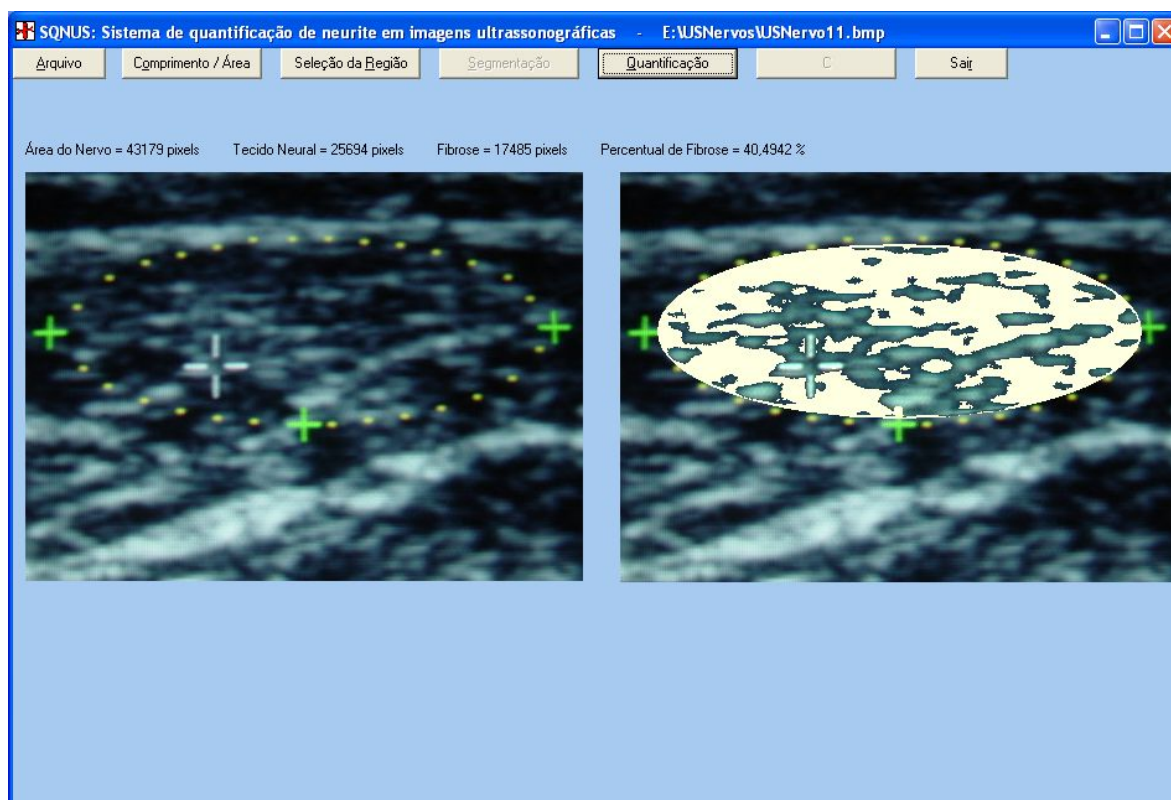 SQNUS: Sistema de quantificação de neurite em imagens ultrassonográficas - E:\USNervos\USNervo11.bmp
Arquivo Comprimento / Área Seleção da Região Segmentação Quantificação C Sair
Área do Nervo = 43179 pixels Tecido Neural = 25694 pixels Fibrose = 17485 pixels Percentual de Fibrose = 40,4942 %